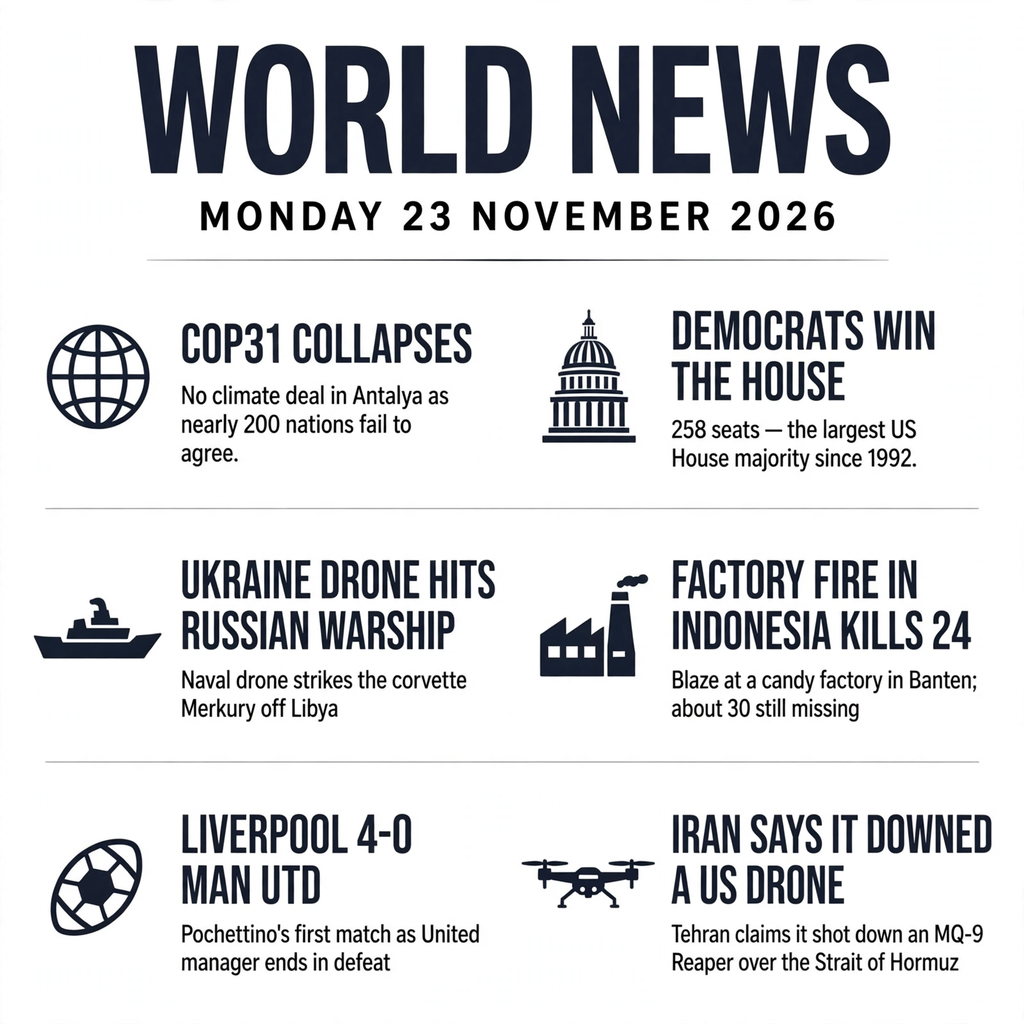 WORLD NEWS
MONDAY 23 NOVEMBER 2026
COP31 COLLAPSES
No climate deal in Antalya as
nearly 200 nations fail to
agree.
DEMOCRATS WIN
THE HOUSE
258 seats — the largest US
House majority since 1992.
UKRAINE DRONE HITS
RUSSIAN WARSHIP
Naval drone strikes the corvette
Merkury off Libya
FACTORY FIRE IN
INDONESIA KILLS 24
Blaze at a candy factory in Banten;
about 30 still missing
LIVERPOOL 4-0
MAN UTD
Pochettino's first match as United
manager ends in defeat
IRAN SAYS IT DOWNED
A US DRONE
Tehran claims it shot down an MQ-9
Reaper over the Strait of Hormuz